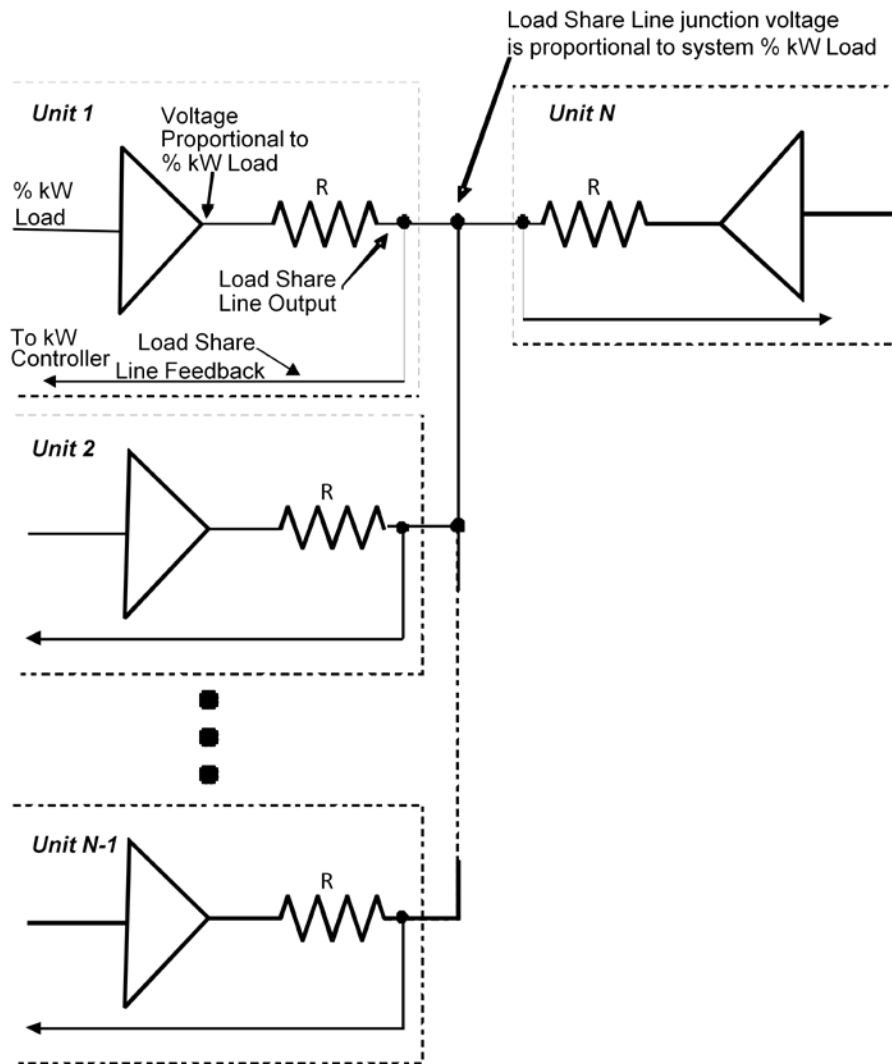 Load Share Line junction voltage
is proportional to system % kW Load
Unit 1
Voltage
Proportional to
% kW Load
% kW
Load
R
Load Share
Line Output
To kW
Controller
Load Share
Line Feedback
Unit N
R
Unit 2
R
Unit N-1
R